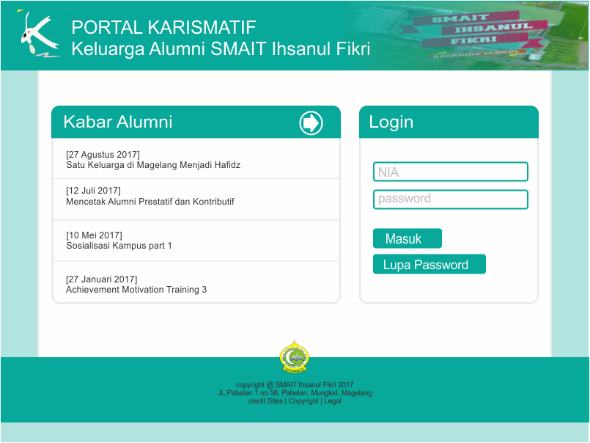 PORTAL KARISMATIF
Keluarga Alumni SMAIT Ihsanul Fikri
SMAIT
IHSANUL
FIKRI
BOARDING SCHOOL
Kabar Alumni
[27 Agustus 2017]
Satu Keluarga di Magelang Menjadi Hafidz
[12 Juli 2017]
Mencetak Alumni Prestatif dan Kontributif
[10 Mei 2017]
Sosialisasi Kampus part 1
[27 Januari 2017]
Achievement Motivation Training 3
Login
NIA
password
Masuk
Lupa Password
copyright @ SMAIT Ihsanul Fikri 2017
JL Pabelan 1 no 58, Pabelan, Mungkid, Magelang
credit Sites | Copyright | Legal